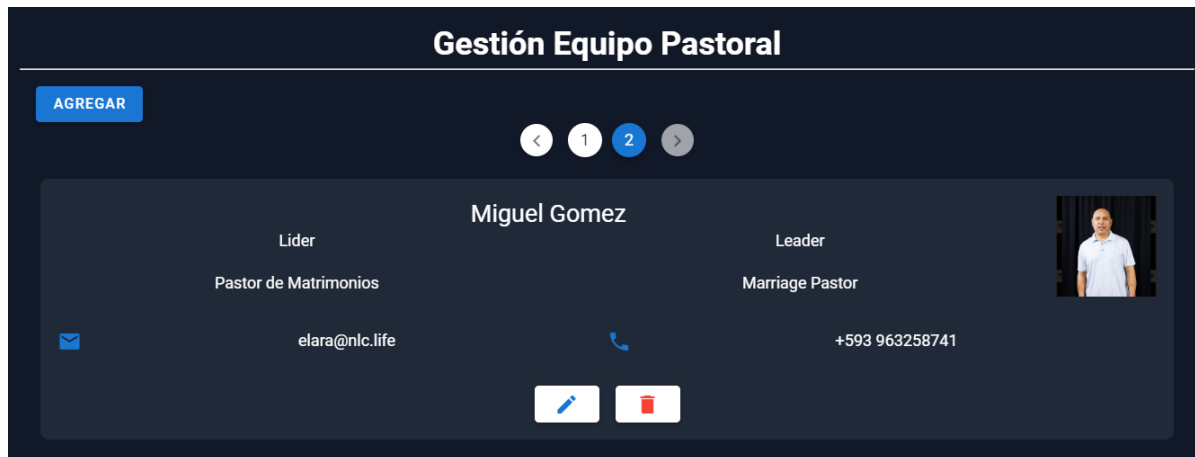 Gestión Equipo Pastoral
AGREGAR
1 2
Miguel Gomez
Lider Leader
Pastor de Matrimonios Marriage Pastor
elara@nlc.life +593 963258741